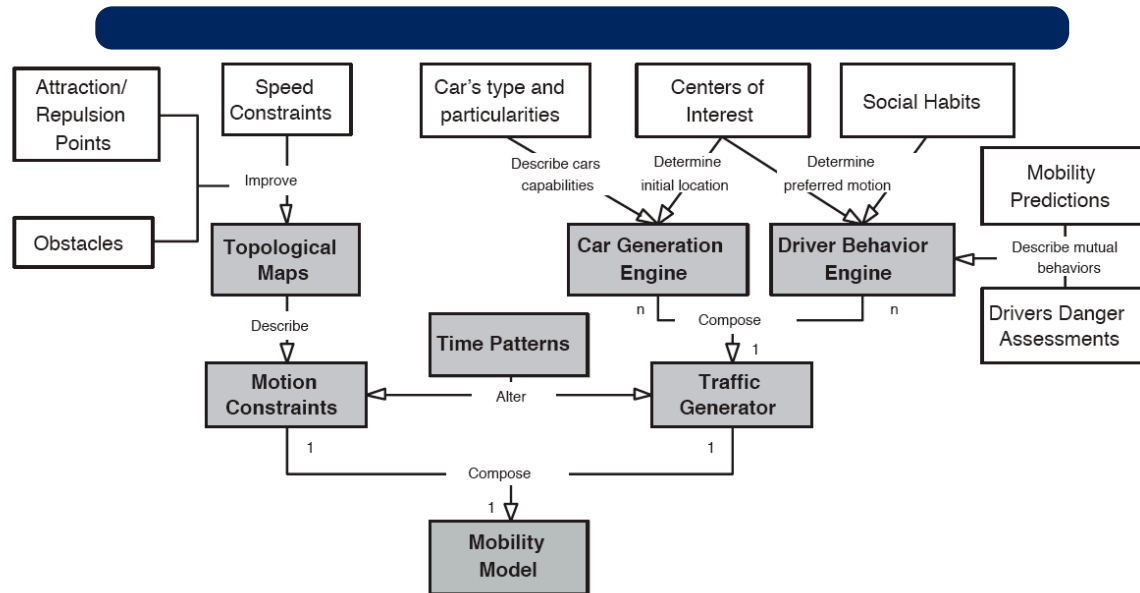 Attraction/
Repulsion
Points
Speed
Constraints
Car's type and
particularities
Centers of
Interest
Social Habits
Describe cars
capabilities
Determine
initial location
Determine
preferred motion
Mobility
Predictions
Improve
Obstacles
Topological
Maps
Car Generation
Engine
Driver Behavior
Engine
Describe mutual
behaviors
Drivers Danger
Assessments
n
Compose
n
Describe
Time Patterns
1
Motion
Constraints
Alter
Traffic
Generator
1
1
Compose
1
Mobility
Model